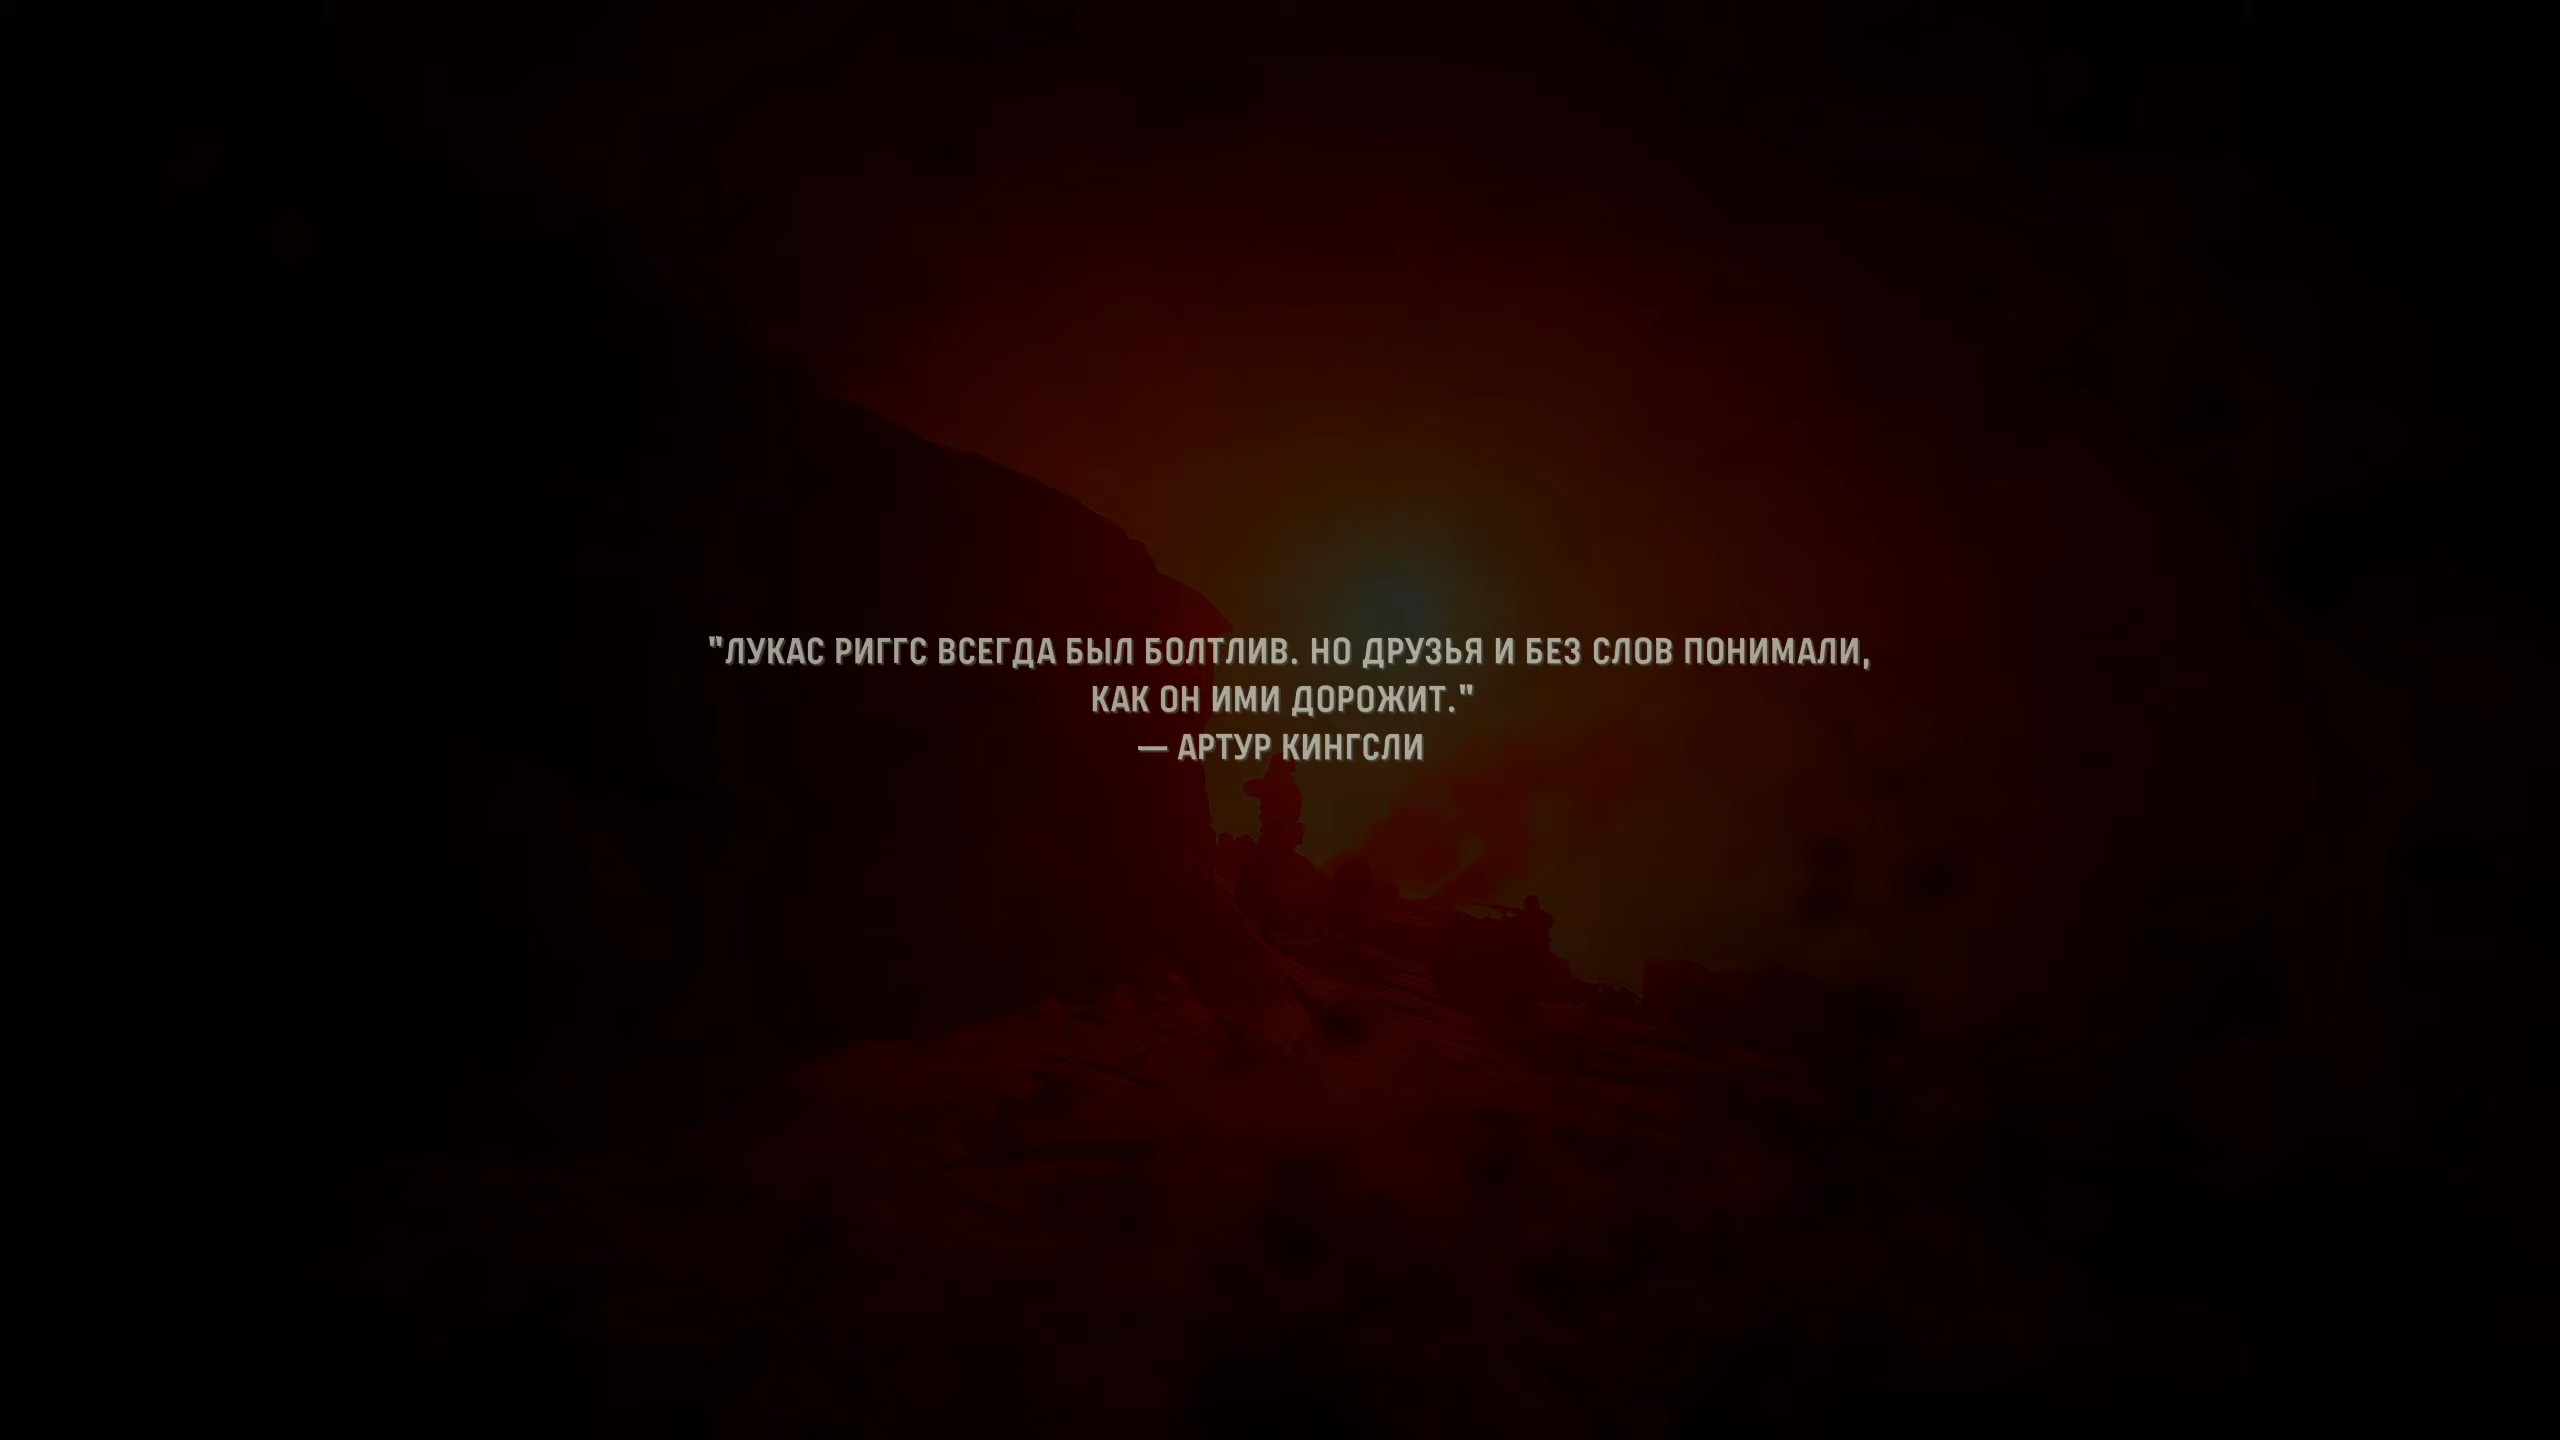 "ЛУКАС РИГГС ВСЕГДА БЫЛ БОЛТЛИВ. НО ДРУЗЬЯ И БЕЗ СЛОВ ПОНИМАЛИ,
КАК ОН ИМИ ДОРОЖИТ."
— АРТУР КИНГСЛИ